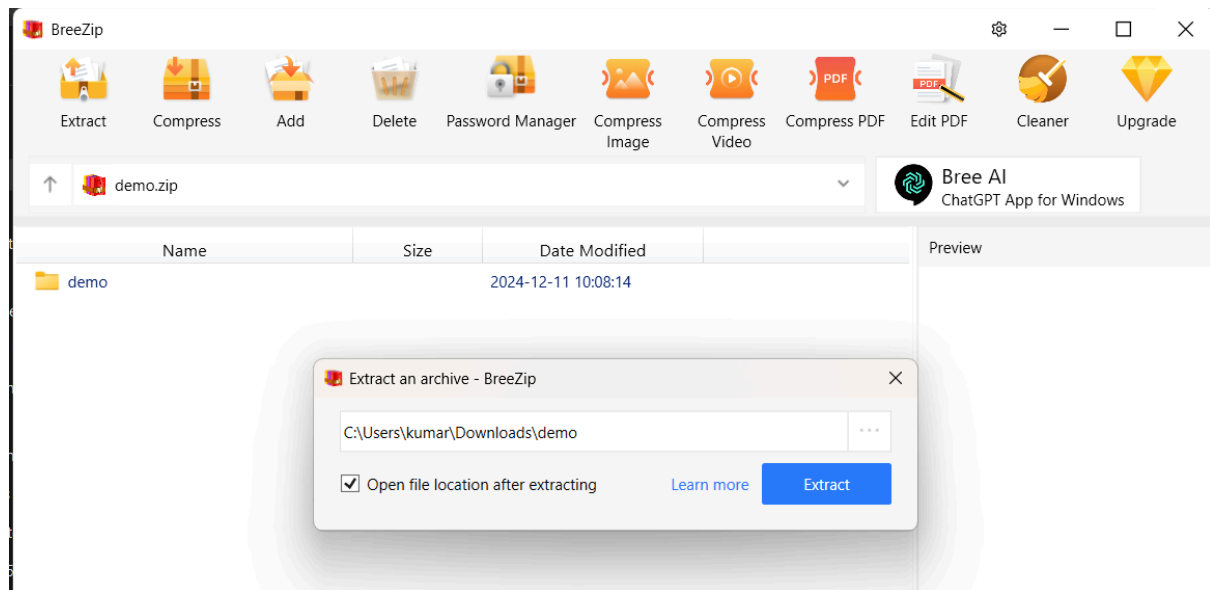 BreeZip
Extract
Compress
Add
Delete
Password Manager
Compress
Image
Compress
Video
PDF
Compress PDF
PDF
Edit PDF
Cleaner
Upgrade
demo.zip
Bree AI
ChatGPT App for Windows
Name
Size
Date Modified
Preview
demo
2024-12-11 10:08:14
Extract an archive - BreeZip
C:\Users\kumar\Downloads\demo
...
Open file location after extracting
Learn more
Extract